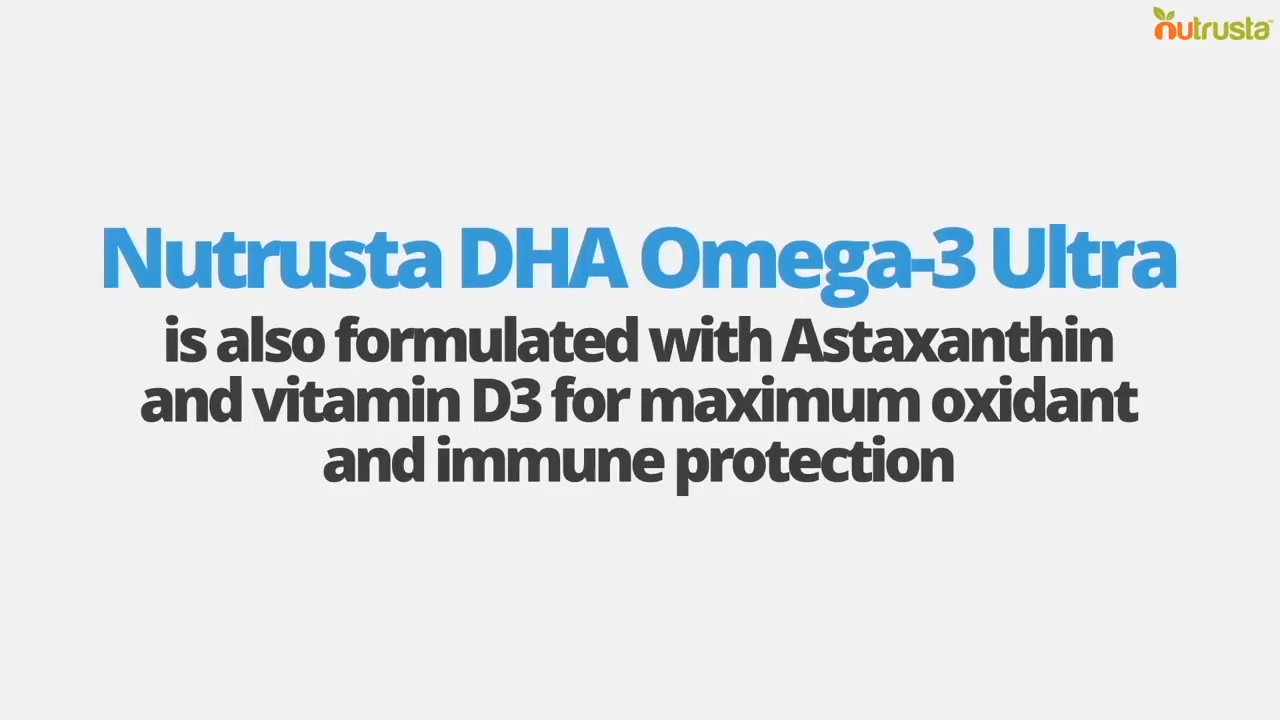 nutrusta™
Nutrusta DHA Omega-3 Ultra
is also formulated with Astaxanthin
and vitamin D3 for maximum oxidant
and immune protection